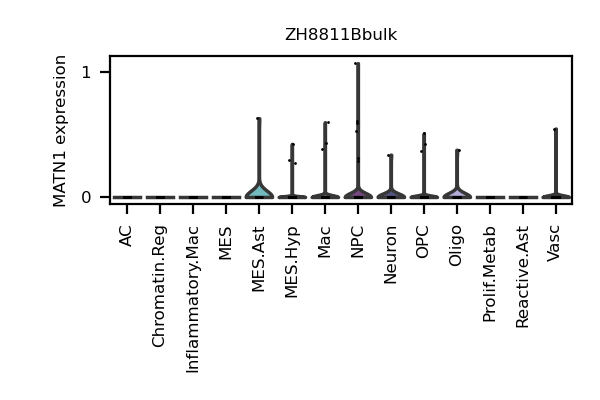 ZH8811Bbulk
MATN1 expression
1
0
AC
Chromatin.Reg
Inflammatory.Mac
MES
MES.Ast
MES.Hyp
Mac
NPC
Neuron
OPC
Oligo
Prolif.Metab
Reactive.Ast
Vasc